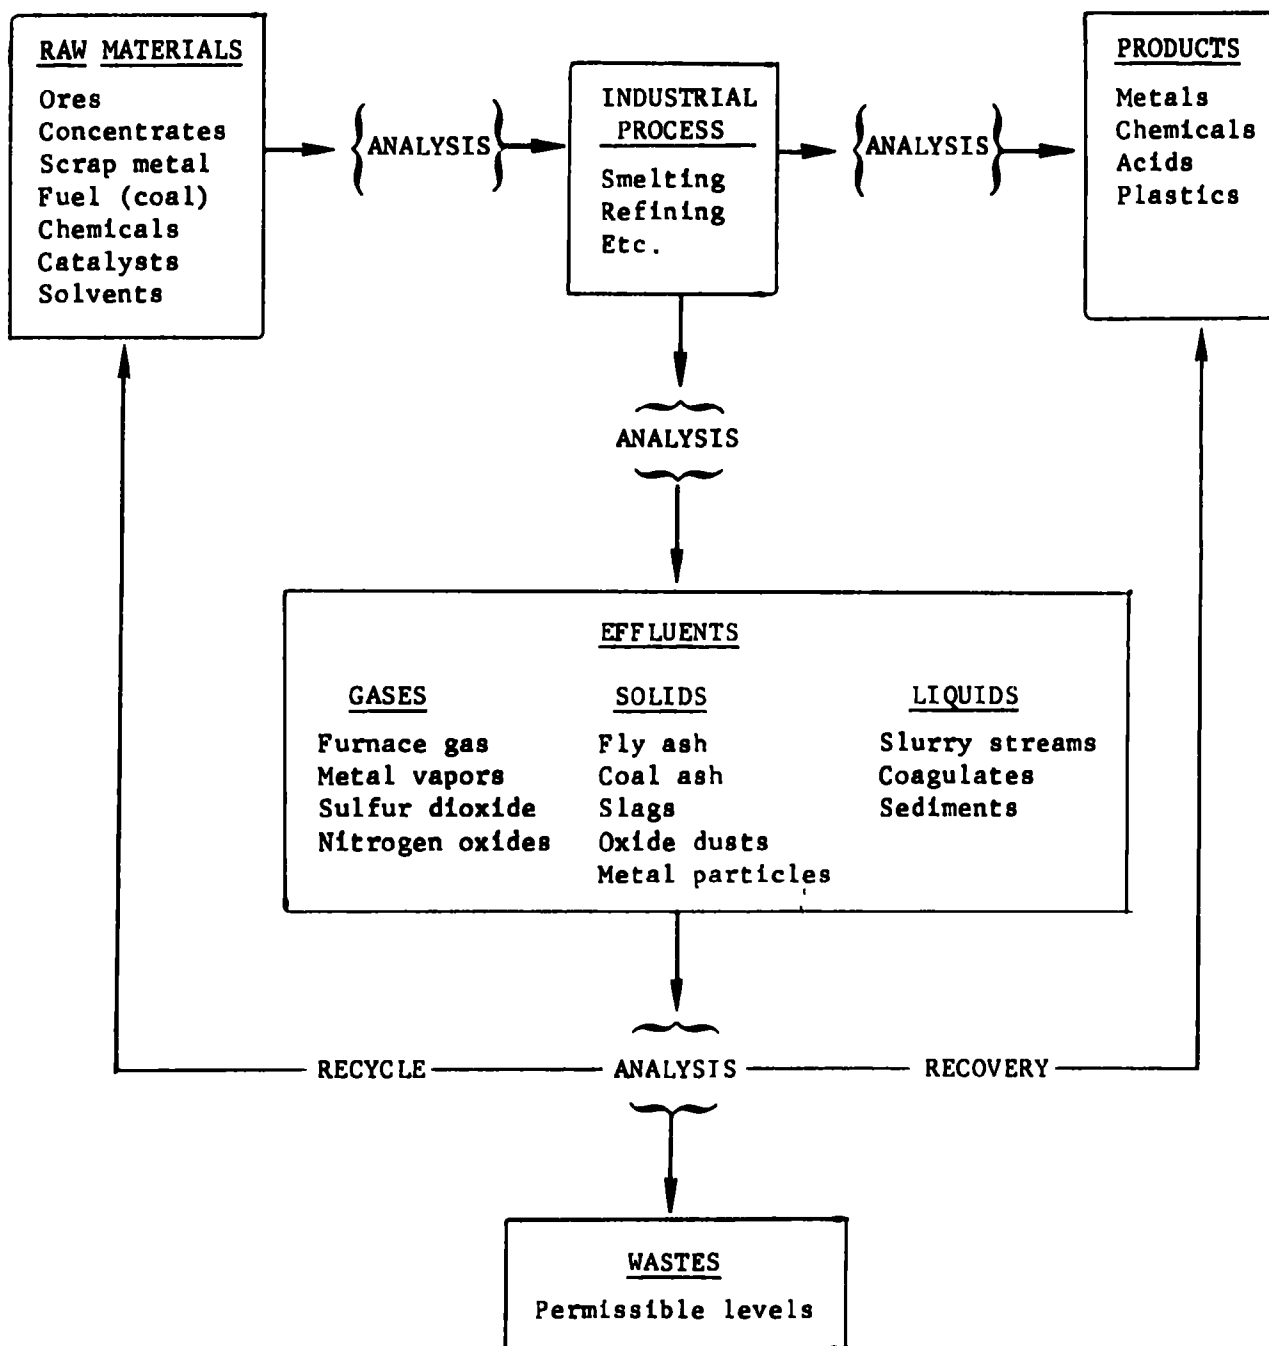 RAW MATERIALS
Ores
Concentrates
Scrap metal
Fuel (coal)
Chemicals
Catalysts
Solvents
ANALYSIS
INDUSTRIAL
PROCESS
Smelting
Refining
Etc.
ANALYSIS
PRODUCTS
Metals
Chemicals
Acids
Plastics
ANALYSIS
EFFLUENTS
GASES
Furnace gas
Metal vapors
Sulfur dioxide
Nitrogen oxides
SOLIDS
Fly ash
Coal ash
Slags
Oxide dusts
Metal particles
LIQUIDS
Slurry streams
Coagulates
Sediments
RECYCLE
ANALYSIS
RECOVERY
WASTES
Permissible levels